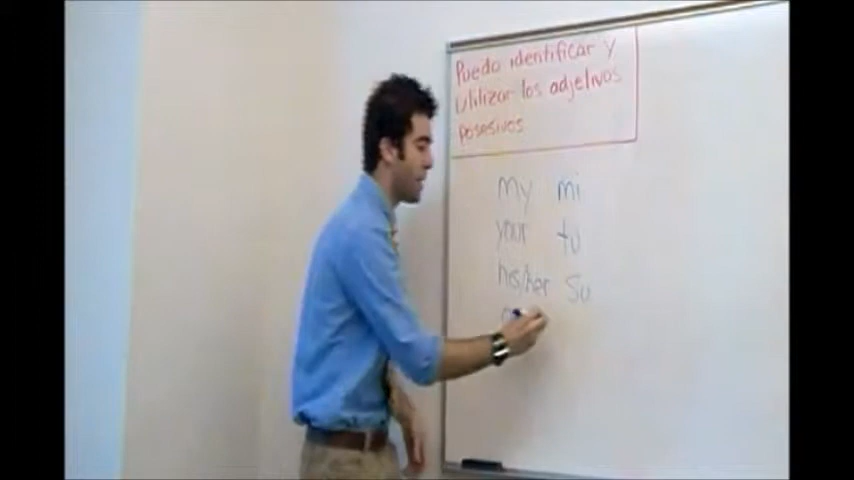 Puedo identificar y
utilizar los adjetivos
posesivos
my mi
your tu
his/her su